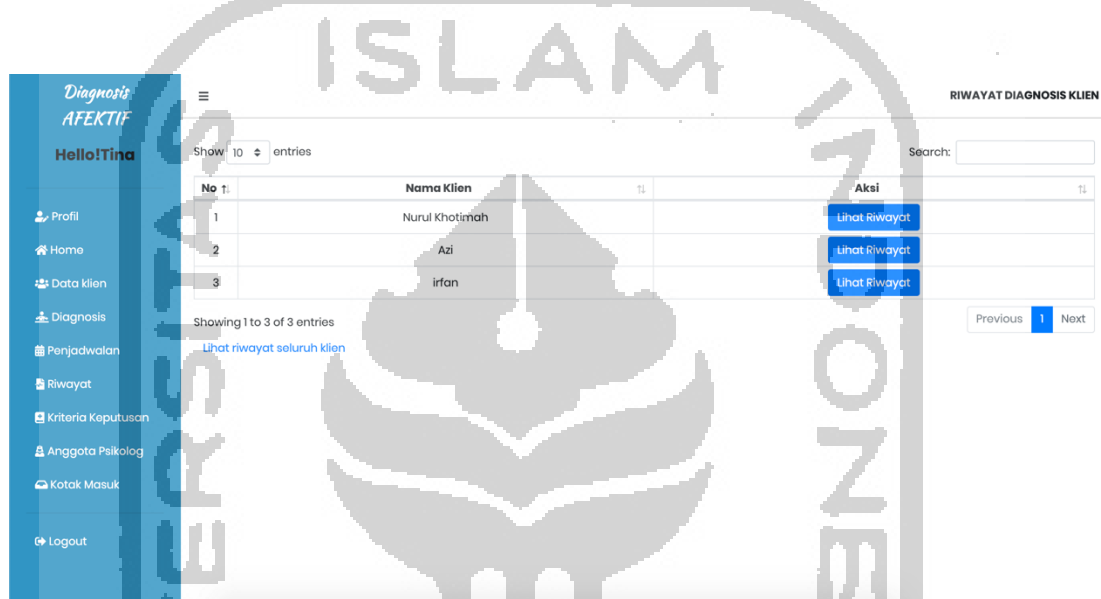 ISLAM
Diagnosis
AFEKTIF
Hello!Tina
Profil
Home
Data klien
Diagnosis
Penjadwalan
Riwayat
Kriteria Keputusan
Anggota Psikolog
Kotak Masuk
Logout
RIWAYAT DIAGNOSIS KLIEN
Show 10 entries
Search:
No Nama Klien Aksi
1 Nurul Khotimah Lihat Riwayat
2 Azi Lihat Riwayat
3 irfan Lihat Riwayat
Showing 1 to 3 of 3 entries
Previous 1 Next
Lihat riwayat seluruh klien